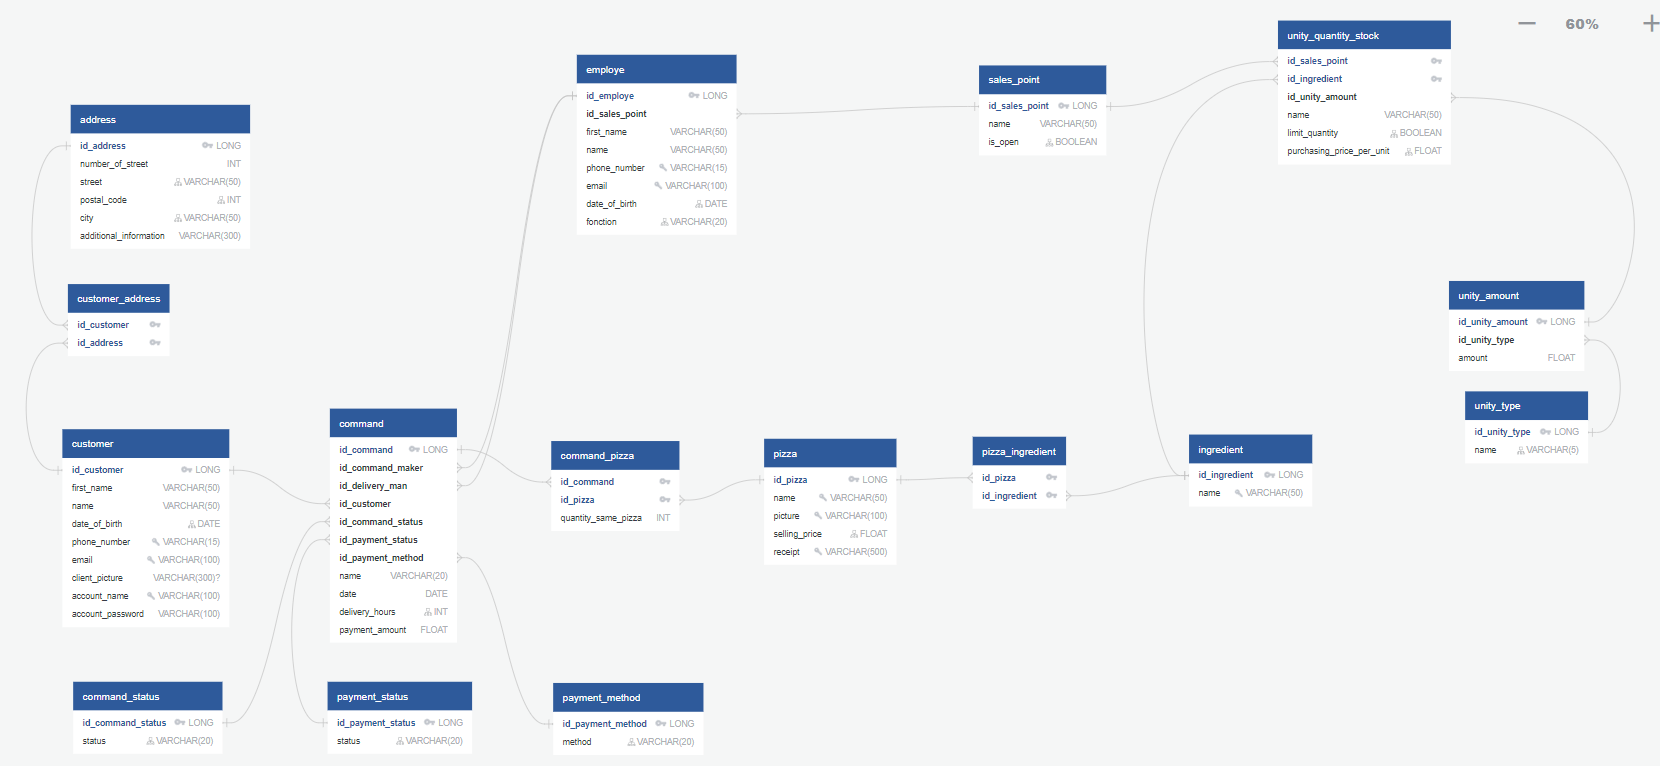 60%
address
id_address LONG
number_of_street INT
street VARCHAR(50)
postal_code INT
city VARCHAR(50)
additional_information VARCHAR(300)
customer_address
id_customer
id_address
customer
id_customer LONG
first_name VARCHAR(50)
name VARCHAR(50)
date_of_birth DATE
phone_number VARCHAR(15)
email VARCHAR(100)
client_picture VARCHAR(300)?
account_name VARCHAR(100)
account_password VARCHAR(100)
command_status
id_command_status LONG
status VARCHAR(20)
command
id_command LONG
id_command_maker
id_delivery_man
id_customer
id_command_status
id_payment_status
id_payment_method
name VARCHAR(20)
date DATE
delivery_hours INT
payment_amount FLOAT
payment_status
id_payment_status LONG
status VARCHAR(20)
payment_method
id_payment_method LONG
method VARCHAR(20)
employe
id_employe LONG
id_sales_point
first_name VARCHAR(50)
name VARCHAR(50)
phone_number VARCHAR(15)
email VARCHAR(100)
date_of_birth DATE
fonction VARCHAR(20)
command_pizza
id_command
id_pizza
quantity_same_pizza INT
pizza
id_pizza LONG
name VARCHAR(50)
picture VARCHAR(100)
selling_price FLOAT
receipt VARCHAR(500)
sales_point
id_sales_point LONG
name VARCHAR(50)
is_open BOOLEAN
pizza_ingredient
id_pizza
id_ingredient
ingredient
id_ingredient LONG
name VARCHAR(50)
unity_quantity_stock
id_sales_point
id_ingredient
id_unity_amount
name VARCHAR(50)
limit_quantity BOOLEAN
purchasing_price_per_unit FLOAT
unity_amount
id_unity_amount LONG
id_unity_type
amount FLOAT
unity_type
id_unity_type LONG
name VARCHAR(5)